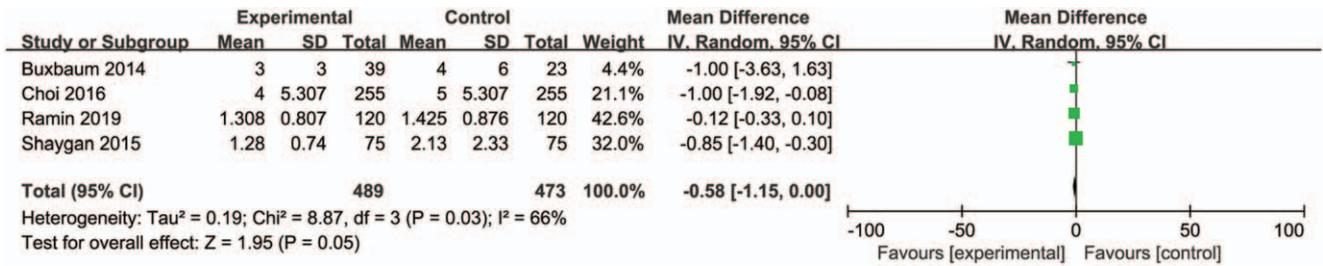 Experimental Control Mean Difference Mean Difference
Study or Subgroup Mean SD Total Mean SD Total Weight IV, Random, 95% CI IV, Random, 95% CI
Buxbaum 2014 3 3 39 4 6 23 4.4% -1.00 [-3.63, 1.63]
Choi 2016 4 5.307 255 5 5.307 255 21.1% -1.00 [-1.92, -0.08]
Ramin 2019 1.308 0.807 120 1.425 0.876 120 42.6% -0.12 [-0.33, 0.10]
Shaygan 2015 1.28 0.74 75 2.13 2.33 75 32.0% -0.85 [-1.40, -0.30]
Total (95% CI) 489 473 100.0% -0.58 [-1.15, 0.00]
Heterogeneity: Tau² = 0.19; Chi² = 8.87, df = 3 (P = 0.03); I² = 66%
Test for overall effect: Z = 1.95 (P = 0.05)
-100 -50 0 50 100
Favours [experimental] Favours [control]